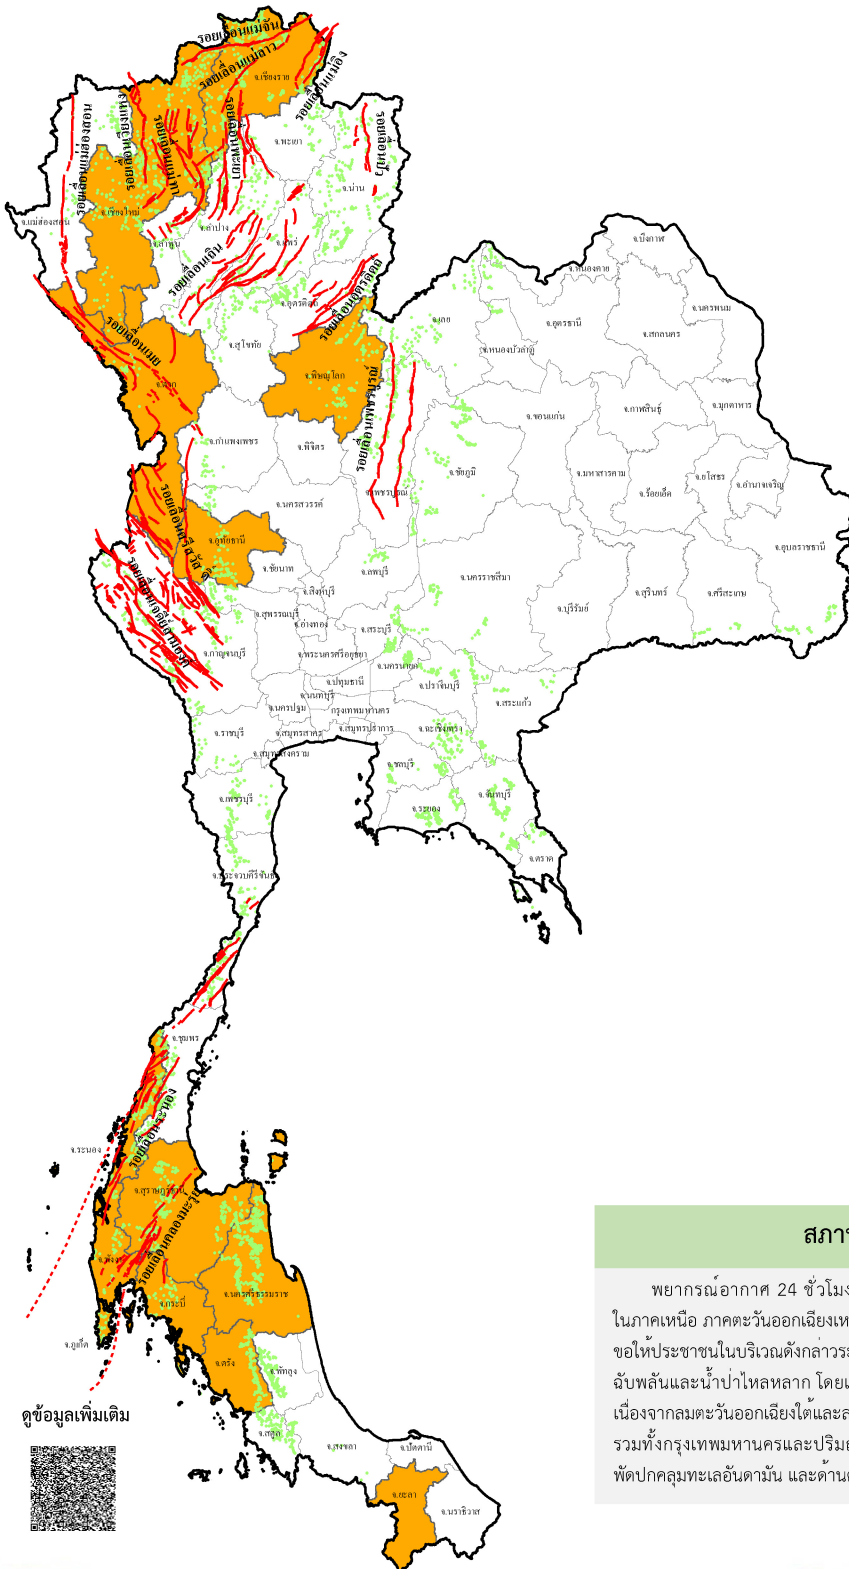 รอยเลื่อนแม่จัน
รอยเลื่อนแม่ลาว
จ.เชียงราย
รอยเลื่อนแม่อิง
รอยเลื่อนแม่ฮ่องสอน
รอยเลื่อนแม่ทา
รอยเลื่อนพะเยา
รอยเลื่อนปัว
จ.พะเยา
จ.น่าน
จ.แม่ฮ่องสอน
จ.เชียงใหม่
จ.ลำปาง
จ.ลำพูน
จ.แพร่
รอยเลื่อนเถิน
จ.บึงกาฬ
จ.หนองคาย
จ.อุตรดิตถ์
รอยเลื่อนอุตรดิตถ์
จ.เลย
จ.นครพนม
จ.อุดรธานี
จ.สกลนคร
รอยเลื่อนเมย
จ.สุโขทัย
จ.หนองบัวลำภู
จ.ตาก
จ.พิษณุโลก
รอยเลื่อนเพชรบูรณ์
จ.กาฬสินธุ์
จ.มุกดาหาร
จ.ขอนแก่น
จ.กำแพงเพชร
จ.พิจิตร
จ.ชัยภูมิ
จ.มหาสารคาม
จ.ยโสธร
จ.อำนาจเจริญ
จ.ร้อยเอ็ด
จ.เพชรบูรณ์
จ.นครสวรรค์
รอยเลื่อนศรีสวัสดิ์
จ.อุทัยธานี
จ.อุบลราชธานี
จ.ชัยนาท
จ.ลพบุรี
จ.นครราชสีมา
รอยเลื่อนเจดีย์สามองค์
จ.สิงห์บุรี
จ.บุรีรัมย์
จ.สุรินทร์
จ.ศรีสะเกษ
จ.สุพรรณบุรี
จ.อ่างทอง
จ.สระบุรี
จ.กาญจนบุรี
จ.พระนครศรีอยุธยา
จ.นครนายก
จ.ปทุมธานี
จ.ปราจีนบุรี
จ.นนทบุรี
จ.สระแก้ว
จ.นครปฐม
กรุงเทพมหานคร
จ.ราชบุรี
จ.สมุทรสาคร
จ.สมุทรปราการ
จ.ฉะเชิงเทรา
จ.สมุทรสงคราม
จ.ชลบุรี
จ.เพชรบุรี
จ.ระยอง
จ.จันทบุรี
จ.ตราด
จ.ประจวบคีรีขันธ์
จ.ชุมพร
รอยเลื่อนระนอง
จ.ระนอง
จ.สุราษฎร์ธานี
รอยเลื่อนคลองมะรุ่ย
จ.พังงา
จ.นครศรีธรรมราช
จ.กระบี่
จ.ภูเก็ต
จ.ตรัง
จ.พัทลุง
จ.สตูล
จ.สงขลา
จ.ปัตตานี
จ.ยะลา
จ.นราธิวาส
ดูข้อมูลเพิ่มเติม
สภา
พยากรณ์อากาศ 24 ชั่วโมง
ในภาคเหนือ ภาคตะวันออกเฉียงเห
ขอให้ประชาชนในบริเวณดังกล่าวระ
ฉับพลันและน้ำป่าไหลหลาก โดยเ
เนื่องจากลมตะวันออกเฉียงใต้และล
รวมทั้งกรุงเทพมหานครและปริม
พัดปกคลุมทะเลอันดามัน และด้าน